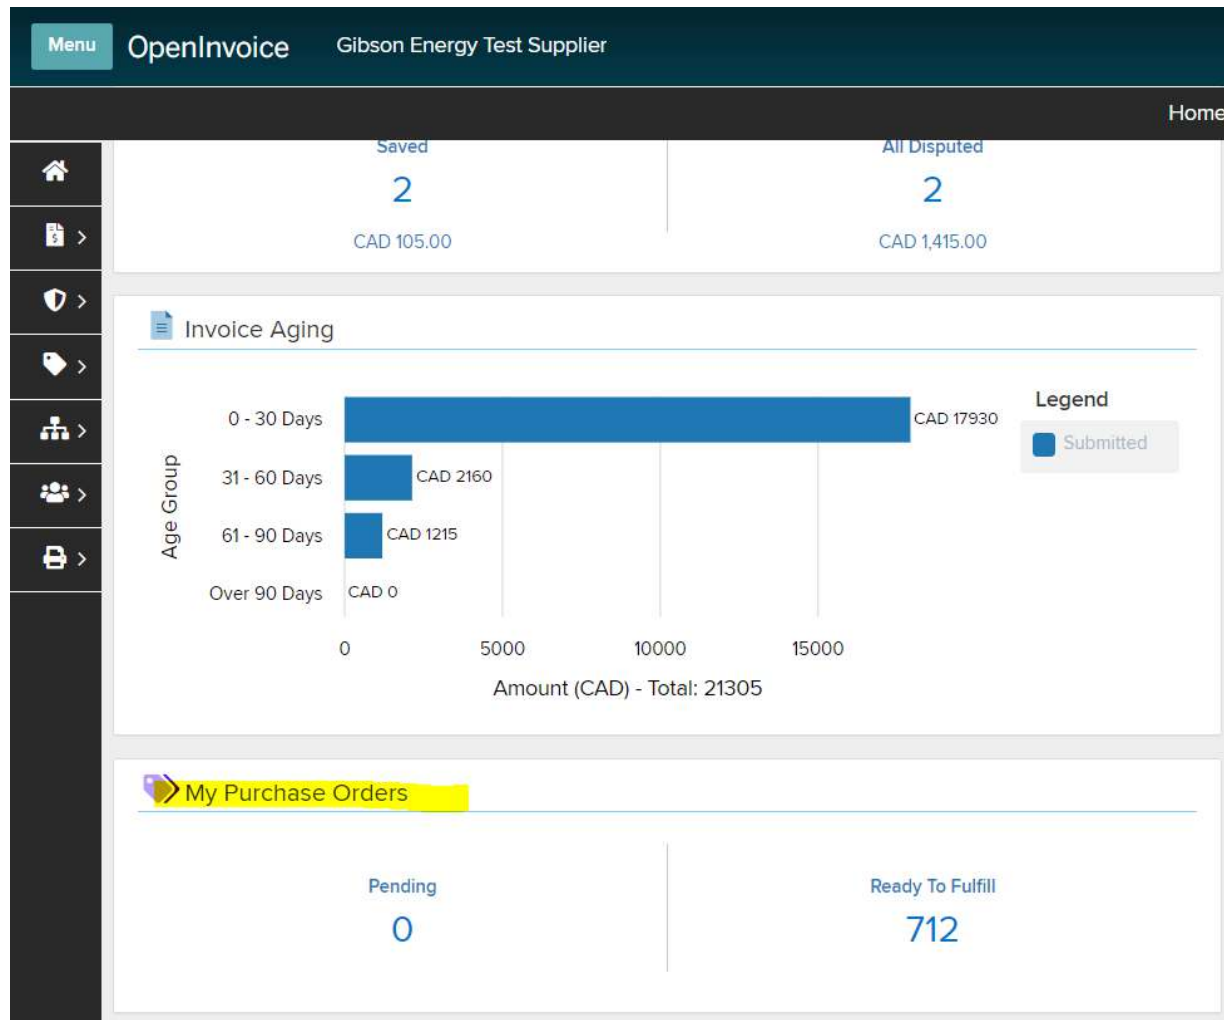 Menu OpenInvoice Gibson Energy Test Supplier
Home
Saved All Disputed
2 2
CAD 105.00 CAD 1,415.00
Invoice Aging
Legend
Submitted
Age Group
0 - 30 Days CAD 17930
31 - 60 Days CAD 2160
61 - 90 Days CAD 1215
Over 90 Days CAD 0
0 5000 10000 15000
Amount (CAD) - Total: 21305
My Purchase Orders
Pending Ready To Fulfill
0 712